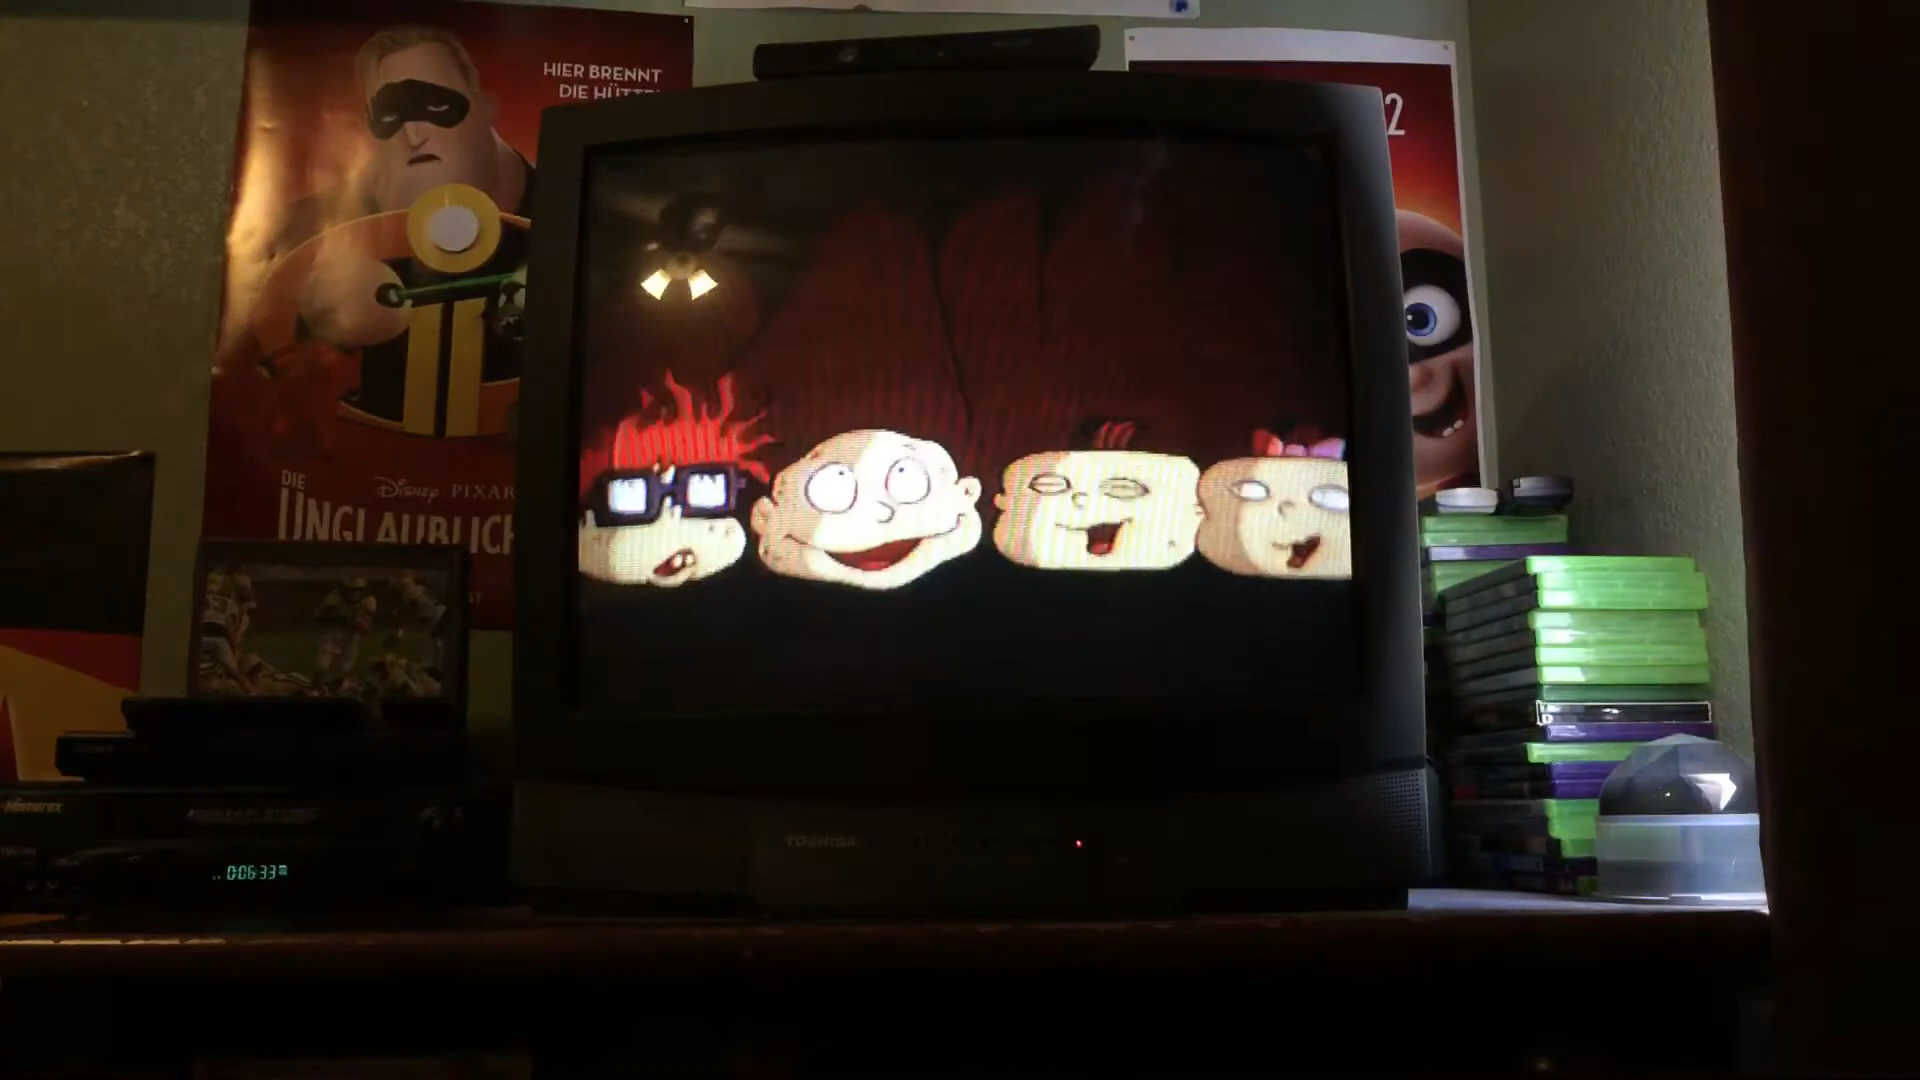 HIER BRENNT
DIE HÜTTE
2
DIE
Disney · PIXAR
UNGLAUBLICH
Memorex
0:06:33
TOSHIBA